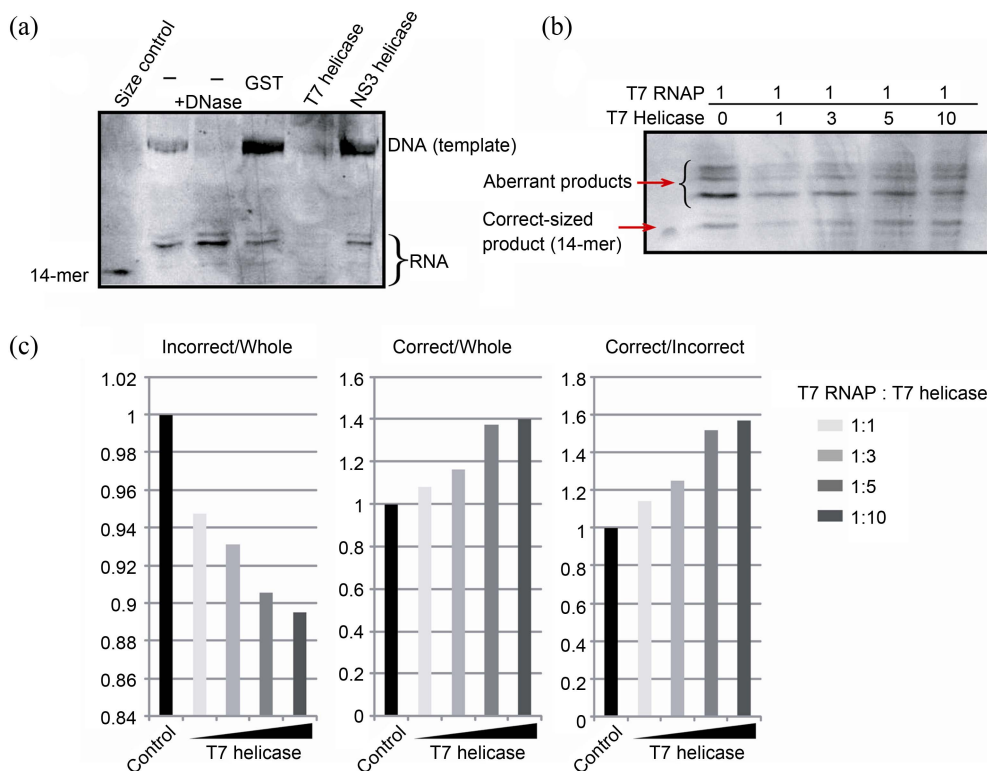 (a)
Size control
–
–
GST
T7 helicase
NS3 helicase
+DNase
DNA (template)
14-mer
RNA
(b)
T7 RNAP 1 1 1 1 1
T7 Helicase 0 1 3 5 10
Aberrant products
Correct-sized
product (14-mer)
(c)
Incorrect/Whole
1.02
1
0.98
0.96
0.94
0.92
0.9
0.88
0.86
0.84
Control
T7 helicase
Correct/Whole
1.6
1.4
1.2
1
0.8
0.6
0.4
0.2
0
Control
T7 helicase
Correct/Incorrect
1.8
1.6
1.4
1.2
1
0.8
0.6
0.4
0.2
0
Control
T7 helicase
T7 RNAP : T7 helicase
1:1
1:3
1:5
1:10